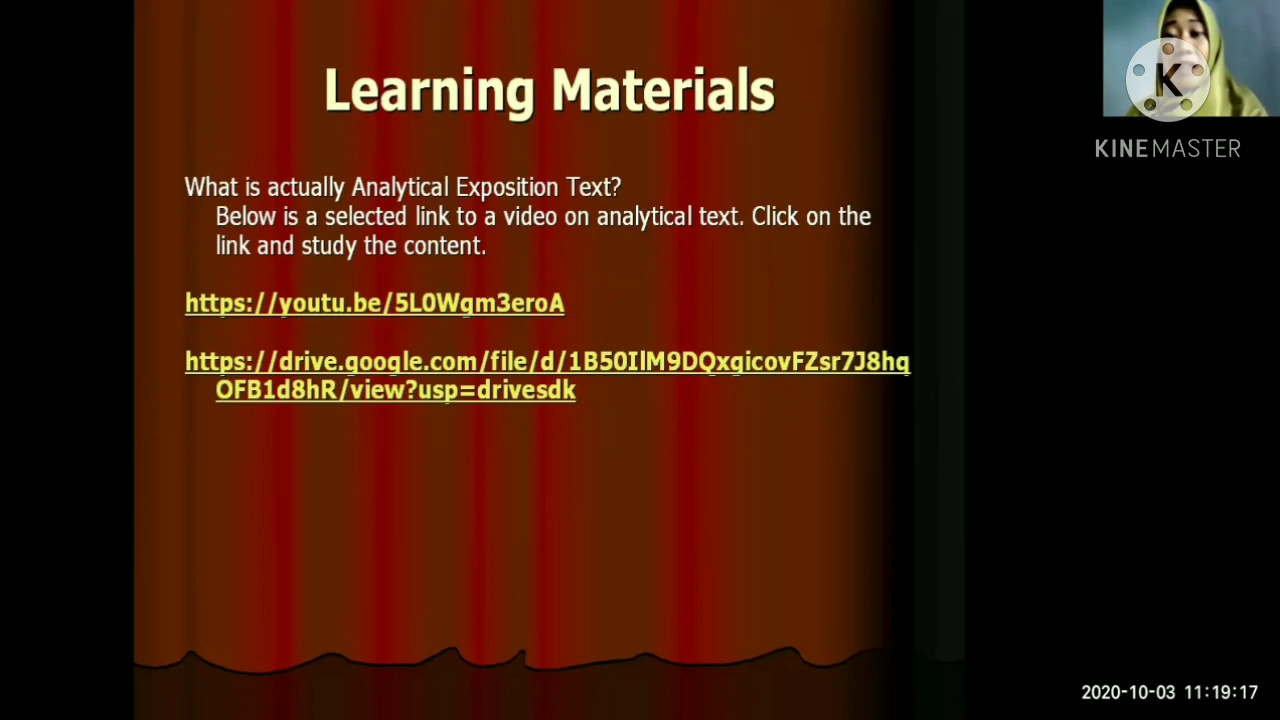 Learning Materials
What is actually Analytical Exposition Text?
Below is a selected link to a video on analytical text. Click on the
link and study the content.
https://youtu.be/5L0Wgm3eroA
https://drive.google.com/file/d/1B50IlM9DQxgicovFZsr7J8hq
OFB1d8hR/view?usp=drivesdk
K
KINEMASTER
2020-10-03 11:19:17